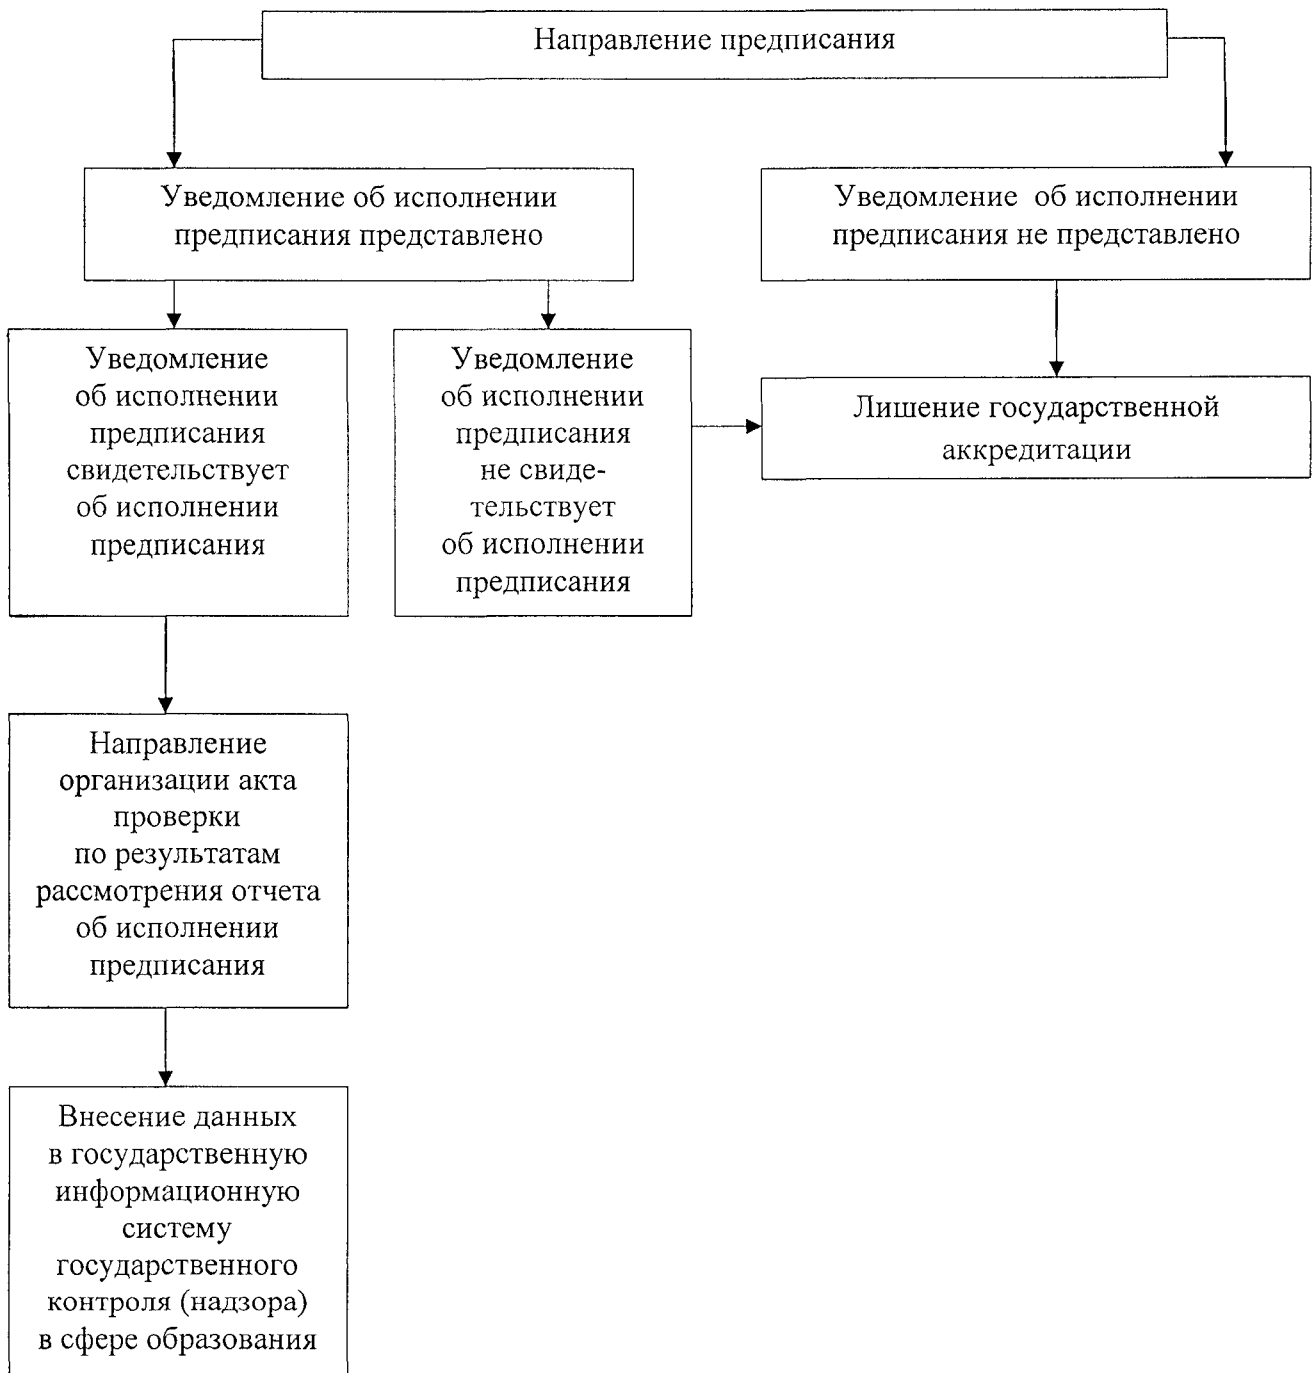 Направление предписания
Уведомление об исполнении
предписания представлено
Уведомление об исполнении
предписания не представлено
Уведомление
об исполнении
предписания
свидетельствует
об исполнении
предписания
Уведомление
об исполнении
предписания
не свиде-
тельствует
об исполнении
предписания
Лишение государственной
аккредитации
Направление
организации акта
проверки
по результатам
рассмотрения отчета
об исполнении
предписания
Внесение данных
в государственную
информационную
систему
государственного
контроля (надзора)
в сфере образования